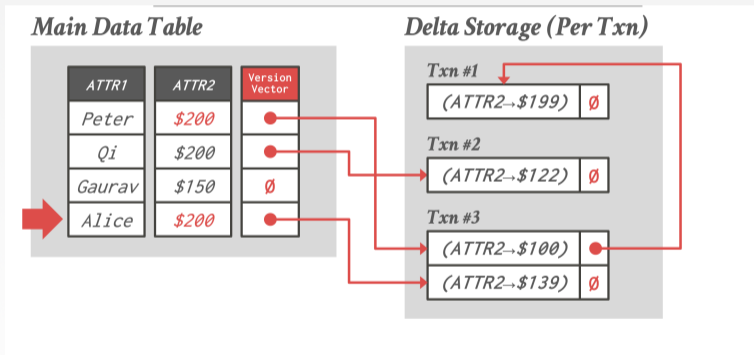 Main Data Table
Delta Storage (Per Txn)
ATTR1 ATTR2 Version Vector
Peter $200
Qi $200
Gaurav $150 Ø
Alice $200
Txn #1
(ATTR2→$199) Ø
Txn #2
(ATTR2→$122) Ø
Txn #3
(ATTR2→$100)
(ATTR2→$139) Ø